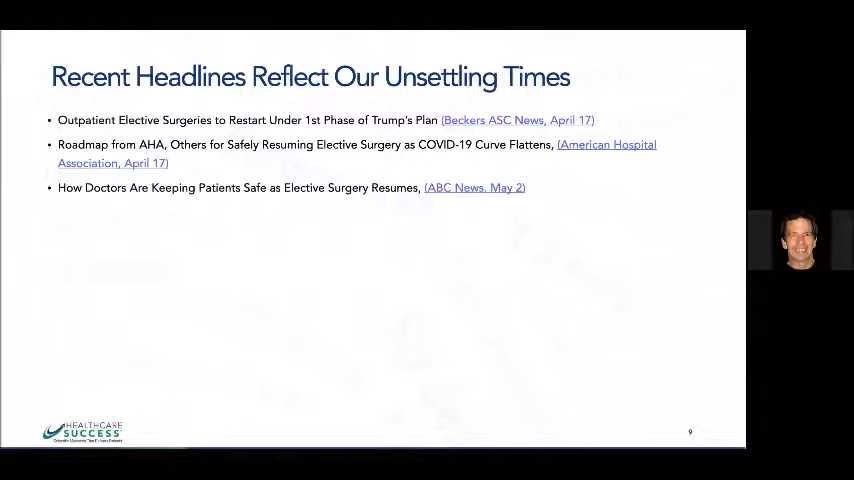 Recent Headlines Reflect Our Unsettling Times
• Outpatient Elective Surgeries to Restart Under 1st Phase of Trump's Plan (Beckers ASC News, April 17)
• Roadmap from AHA, Others for Safely Resuming Elective Surgery as COVID-19 Curve Flattens, (American Hospital
Association, April 17)
• How Doctors Are Keeping Patients Safe as Elective Surgery Resumes, (ABC News. May 2)
HEALTHCARE
SUCCESS
9